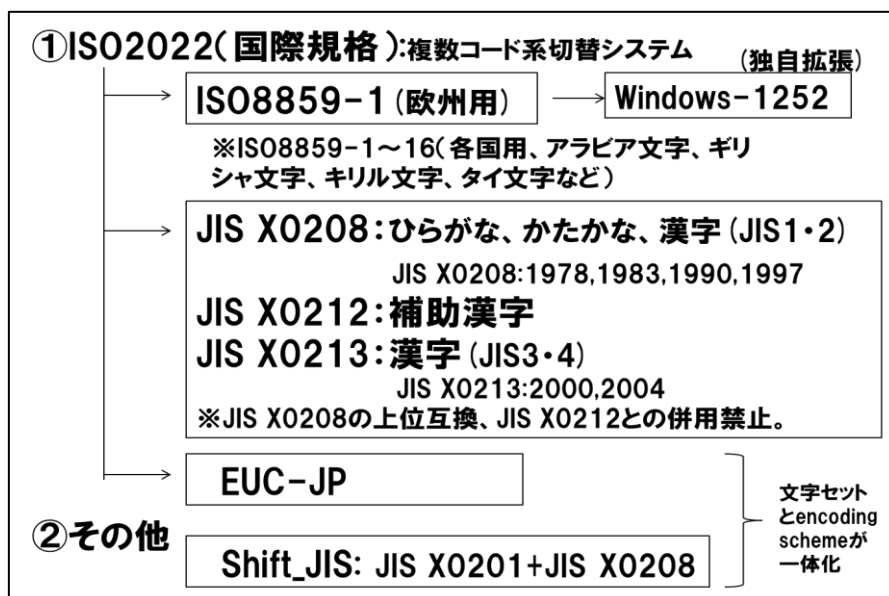 ①ISO2022(国際規格):複数コード系切替システム
(独自拡張)
ISO8859-1(欧州用)
Windows-1252
※ISO8859-1～16(各国用、アラビア文字、ギリ
シャ文字、キリル文字、タイ文字など)
JIS X0208:ひらがな、かたかな、漢字(JIS1・2)
JIS X0208:1978,1983,1990,1997
JIS X0212:補助漢字
JIS X0213:漢字(JIS3・4)
JIS X0213:2000,2004
※JIS X0208の上位互換、JIS X0212との併用禁止。
EUC-JP
②その他
Shift_JIS: JIS X0201+JIS X0208
文字セット
とencoding
schemeが
一体化